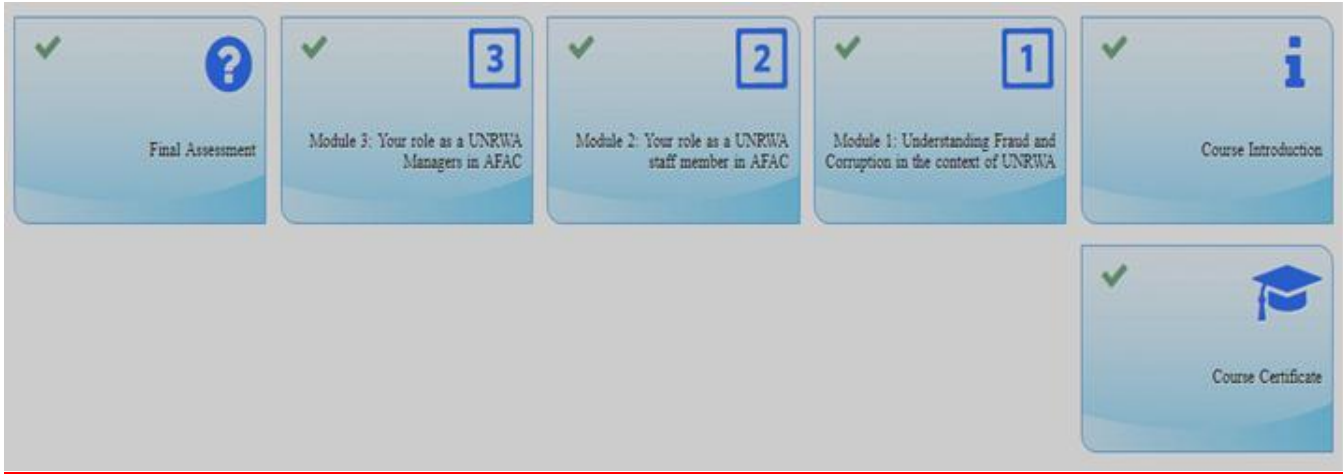 Course Introduction
1
Module 1: Understanding Fraud and
Corruption in the context of UNRWA
2
Module 2: Your role as a UNRWA
staff member in AFAC
3
Module 3: Your role as a UNRWA
Managers in AFAC
?
Final Assessment
Course Certificate